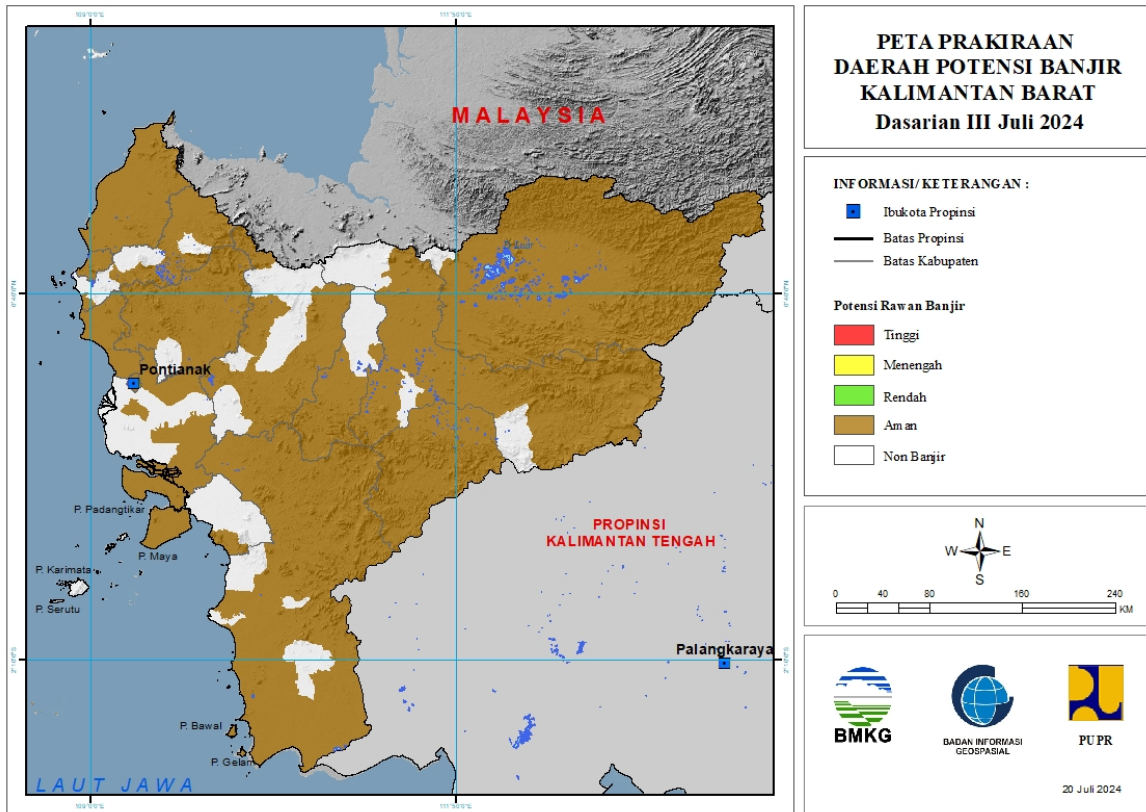 PETA PRAKIRAAN
DAERAH POTENSI BANJIR
KALIMANTAN BARAT
Dasarian III Juli 2024
INFORMASI/ KETERANGAN :
Ibukota Propinsi
Batas Propinsi
Batas Kabupaten
Potensi Rawan Banjir
Tinggi
Menengah
Rendah
Aman
Non Banjir
N
W E
S
0 40 80 160 240
KM
BMKG
BADAN INFORMASI
GEOSPASIAL
PUPR
20 Juli 2024
MALAYSIA
Pontianak
P. Padangtikar
P. Maya
P. Karimata
P. Serutu
PROPINSI
KALIMANTAN TENGAH
Palangkaraya
P. Bawal
P. Gelam
LAUT JAWA